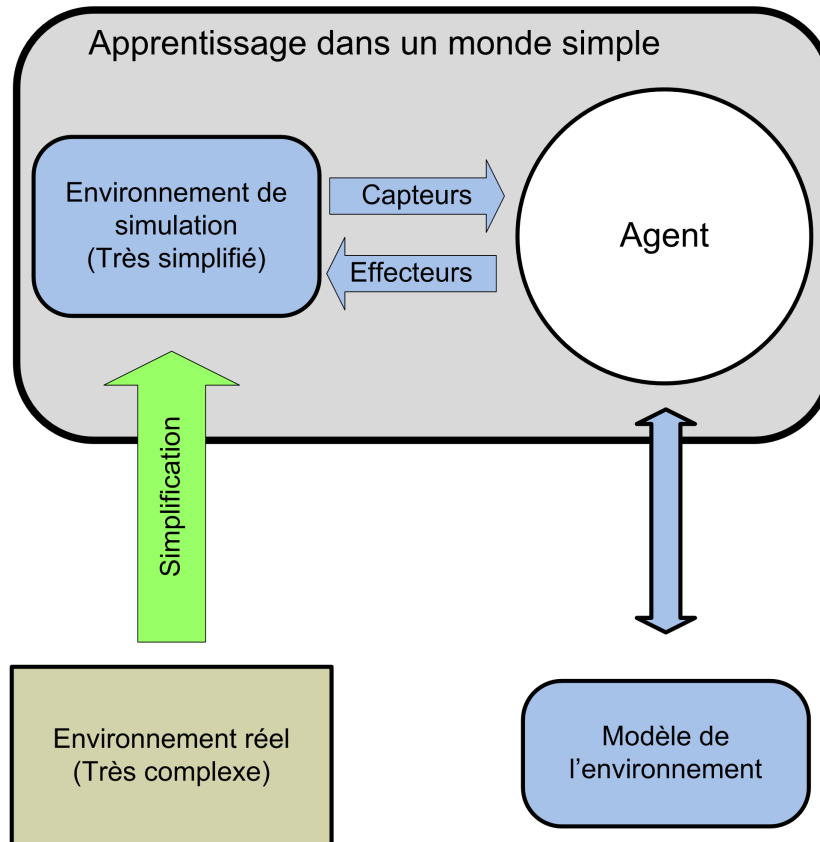 Apprentissage dans un monde simple
Environnement de
simulation
(Très simplifié)
Capteurs
Effecteurs
Agent
Simplification
Environnement réel
(Très complexe)
Modèle de
l’environnement